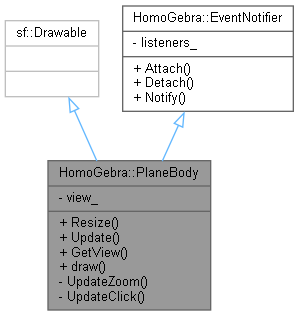 sf::Drawable
HomoGebra::EventNotifier
- listeners_
+ Attach()
+ Detach()
+ Notify()
HomoGebra::PlaneBody
- view_
+ Resize()
+ Update()
+ GetView()
+ draw()
- UpdateZoom()
- UpdateClick()